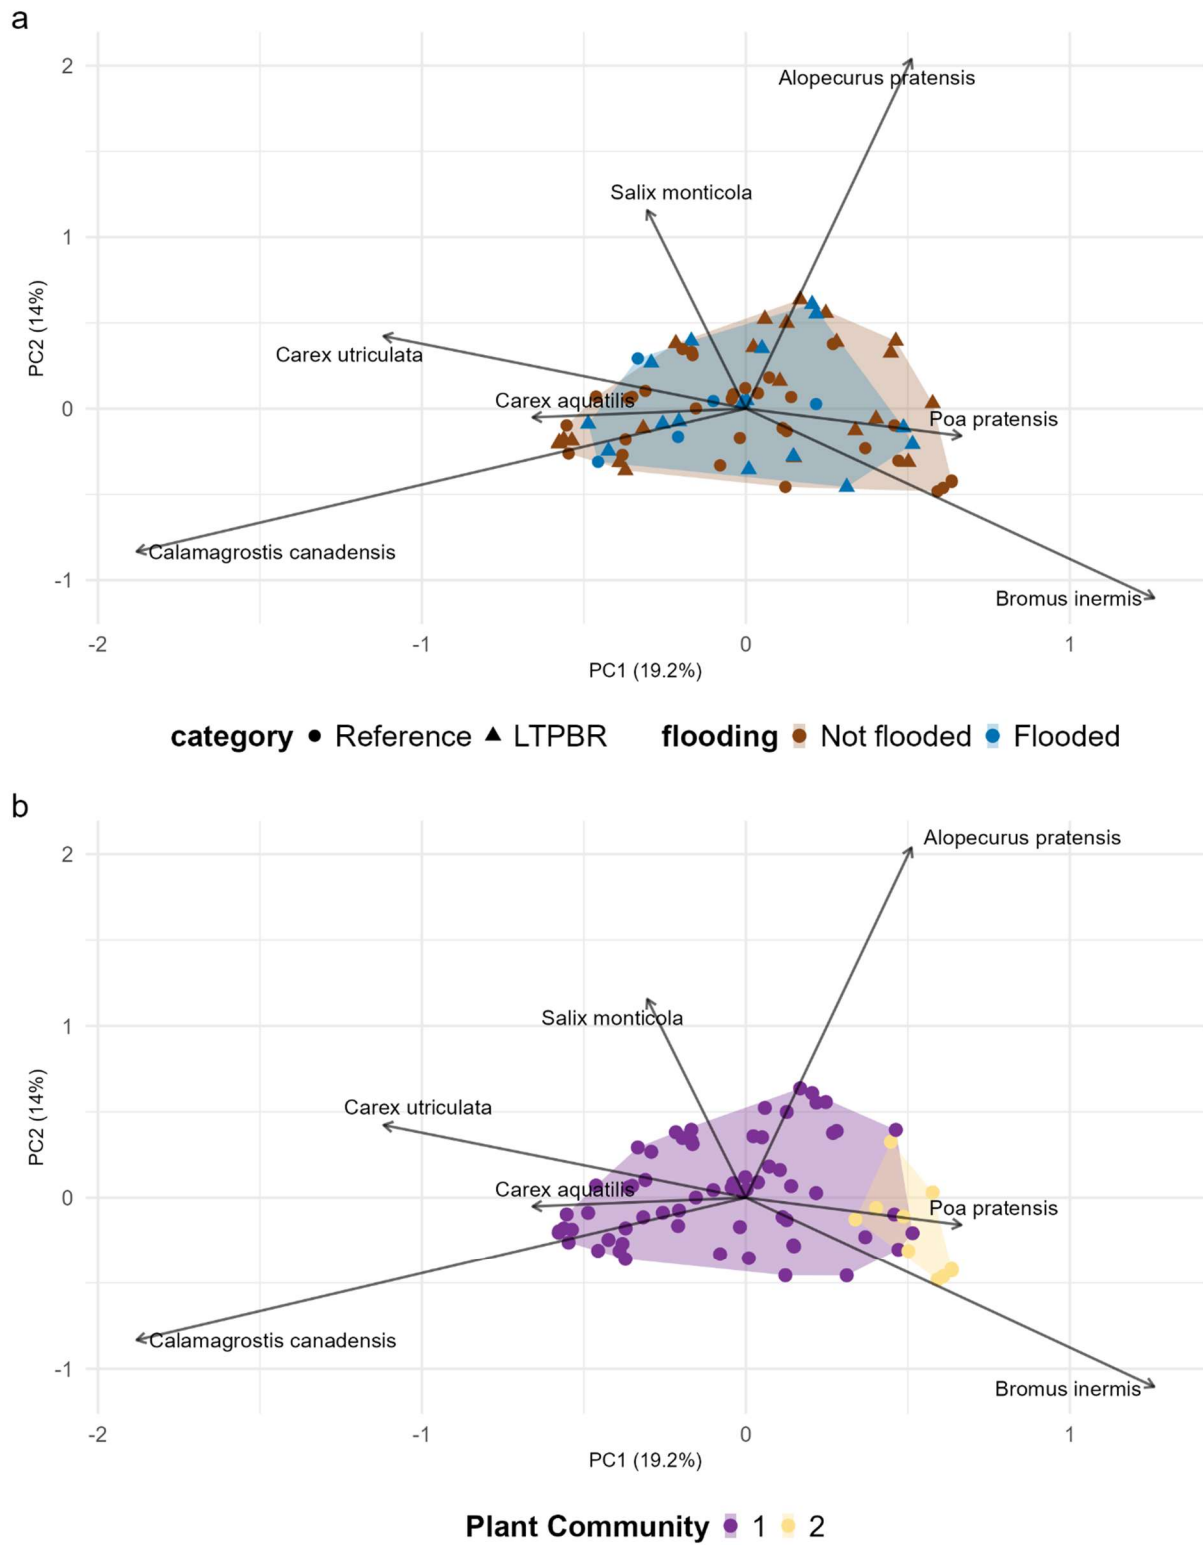 a
2
Alopecurus pratensis
Salix monticola
1
PC2 (14%)
Carex utriculata
Carex aquatilis
0
Poa pratensis
Calamagrostis canadensis
-1
Bromus inermis
-2 -1 0 1
PC1 (19.2%)
category Reference LTPBR flooding Not flooded Flooded
b
Alopecurus pratensis
2
Salix monticola
1
PC2 (14%)
Carex utriculata
Carex aquatilis
0
Poa pratensis
Calamagrostis canadensis
-1
Bromus inermis
-2 -1 0 1
PC1 (19.2%)
Plant Community 1 2